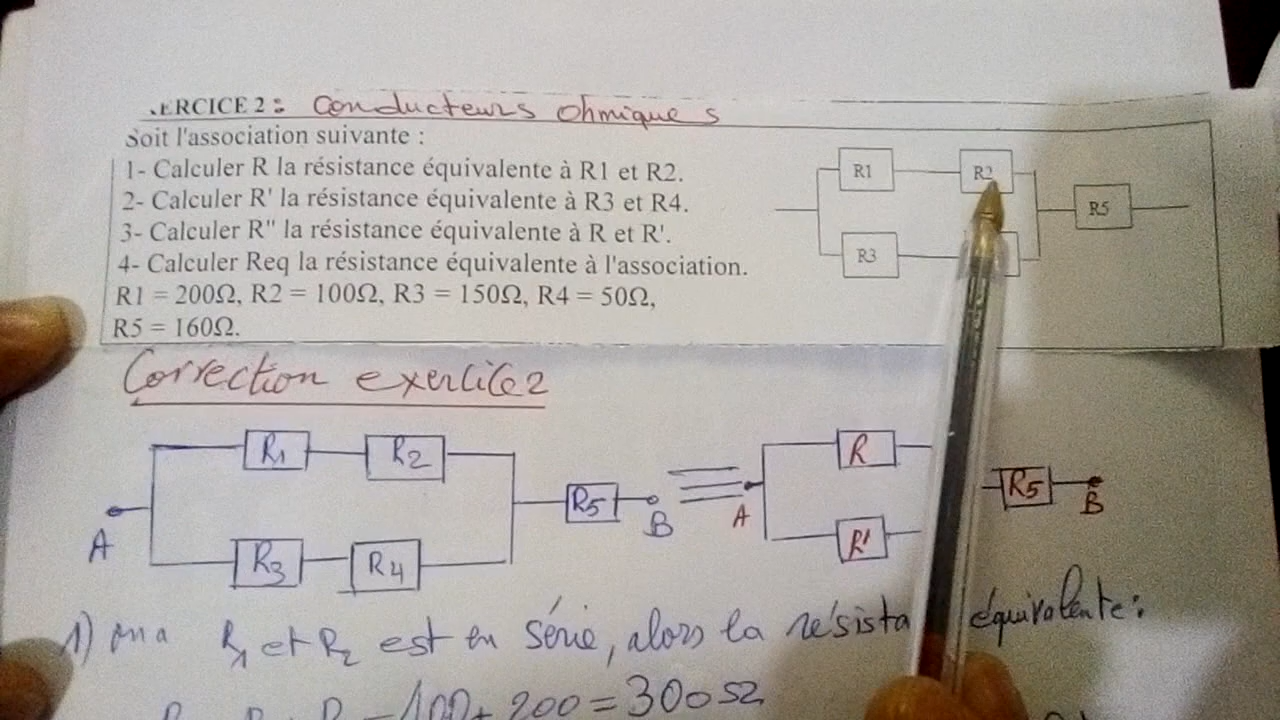 .ERCICE 2 : Conducteurs ohmiques
Soit l'association suivante :
1- Calculer R la résistance équivalente à R1 et R2.
2- Calculer R' la résistance équivalente à R3 et R4.
3- Calculer R" la résistance équivalente à R et R'.
4- Calculer Req la résistance équivalente à l'association.
R1 = 200Ω, R2 = 100Ω, R3 = 150Ω, R4 = 50Ω,
R5 = 160Ω.
R1 R2
R5
R3
Correction exercice 2
R1 R2 R
A R5 B A R5 B
R3 R4 R'
1) on a R1 et R2 est en série, alors la résista équivalente :
= 100 + 200 = 300Ω